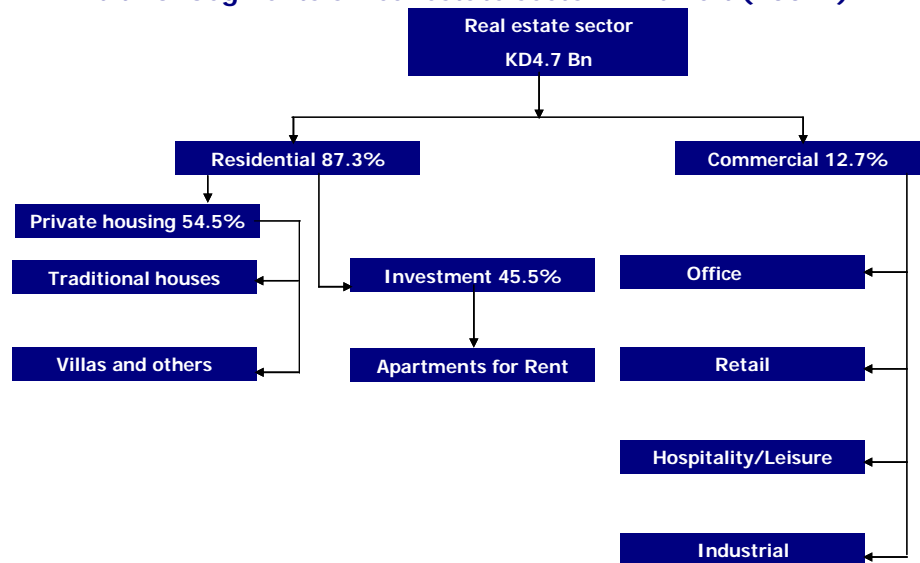 Real estate sector
KD4.7 Bn
Residential 87.3%
Commercial 12.7%
Private housing 54.5%
Traditional houses
Investment 45.5%
Office
Villas and others
Apartments for Rent
Retail
Hospitality/Leisure
Industrial